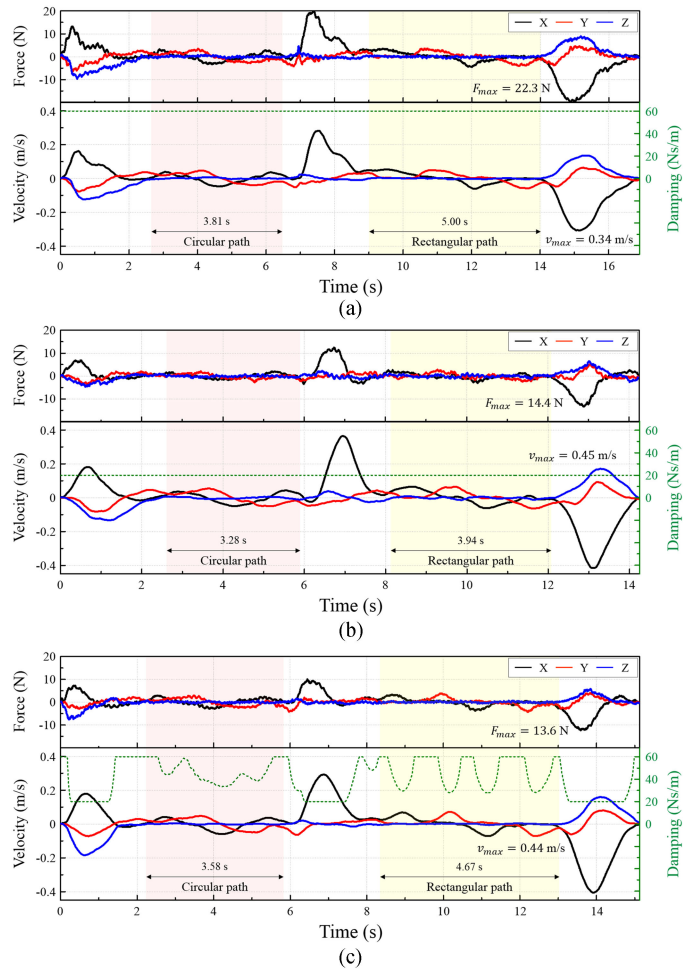 X Y Z
20
10
0
-10
Force (N)
F_max = 22.3 N
0.4
0.2
0
-0.2
-0.4
Velocity (m/s)
60
40
20
0
Damping (Ns/m)
3.81 s
Circular path
5.00 s
Rectangular path
v_max = 0.34 m/s
0 2 4 6 8 10 12 14 16
Time (s)
(a)
X Y Z
20
10
0
-10
Force (N)
F_max = 14.4 N
0.4
0.2
0
-0.2
-0.4
Velocity (m/s)
60
40
20
0
Damping (Ns/m)
v_max = 0.45 m/s
3.28 s
Circular path
3.94 s
Rectangular path
0 2 4 6 8 10 12 14
Time (s)
(b)
X Y Z
20
10
0
-10
Force (N)
F_max = 13.6 N
0.4
0.2
0
-0.2
-0.4
Velocity (m/s)
60
40
20
0
Damping (Ns/m)
v_max = 0.44 m/s
3.58 s
Circular path
4.67 s
Rectangular path
0 2 4 6 8 10 12 14
Time (s)
(c)